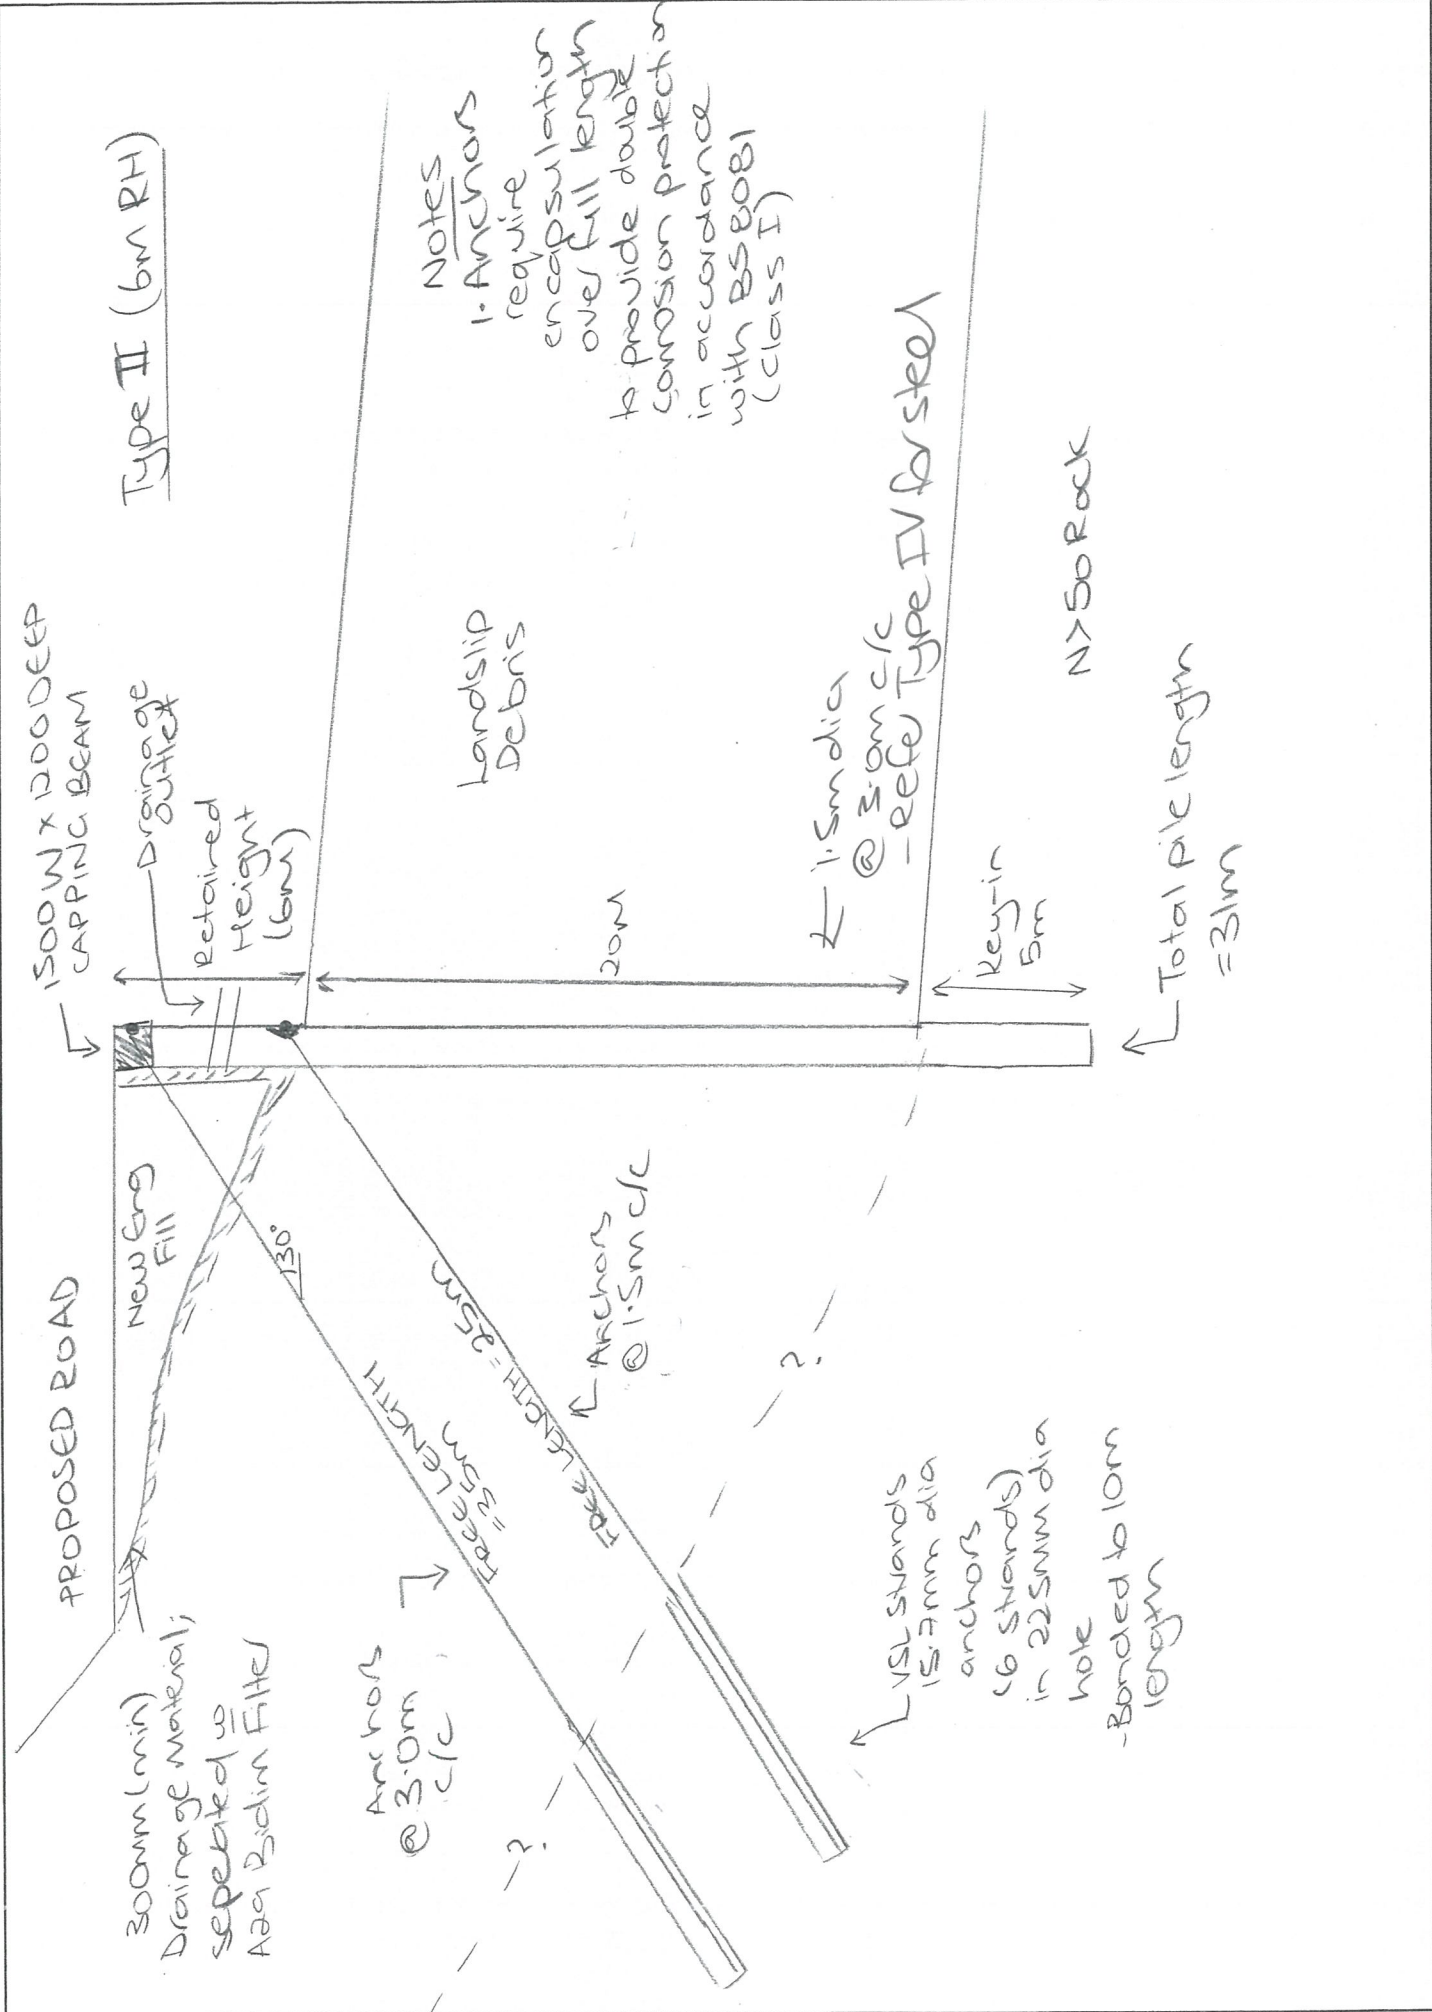 Type II (6m RH)
1500W x 1200DEEP
CAPPING BEAM
Drainage
outlet
Retained
Height
(6m)
PROPOSED ROAD
New Eng
Fill
300mm(min)
Drainage material;
seperated w
A29 Bidim Filter
30°
Notes
1. Anchors
require
encapsulation
over full length
to provide double
corrosion protection
in accordance
with BS8081
(Class I)
Landslip
Debris
20m
Anchors
@ 3.0m
c/c
FREE LENGTH
=35m
FREE LENGTH = 25m
Anchors
@ 1.5m c/c
1.5m dia
@ 3.0m c/c
- Refer Type IV for steel
?
?
Key-in
5m
N>50 Rock
VSL Strands
15.7mm dia
anchors
(6 strands)
in 225mm dia
hole
-Bonded to 10m
length
Total pile length
=31m